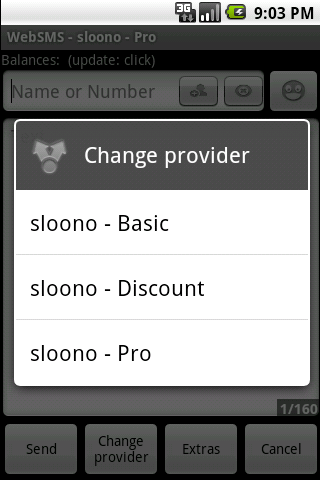 3G 9:03 PM
WebSMS - sloono - Pro
Balances: (update: click)
Name or Number
Change provider
sloono - Basic
sloono - Discount
sloono - Pro
1/160
Send
Change
provider
Extras
Cancel